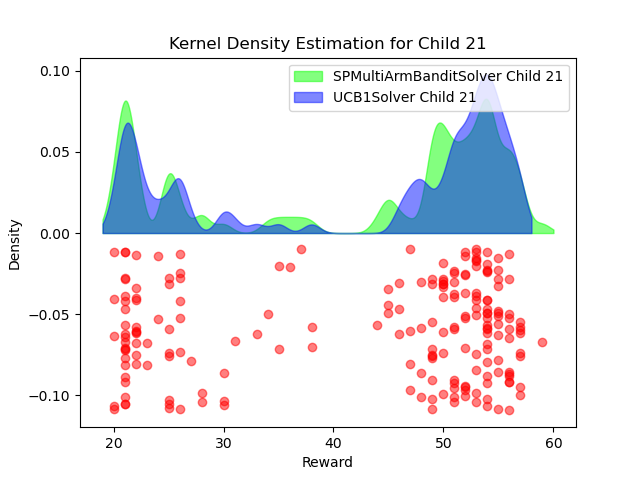 Kernel Density Estimation for Child 21
SPMultiArmBanditSolver Child 21
UCB1Solver Child 21
0.10
0.05
0.00
−0.05
−0.10
Density
20
30
40
50
60
Reward